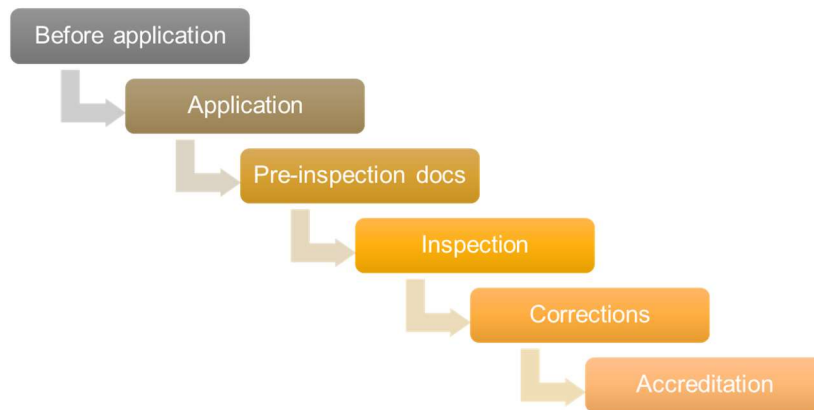 Before application
Application
Pre-inspection docs
Inspection
Corrections
Accreditation